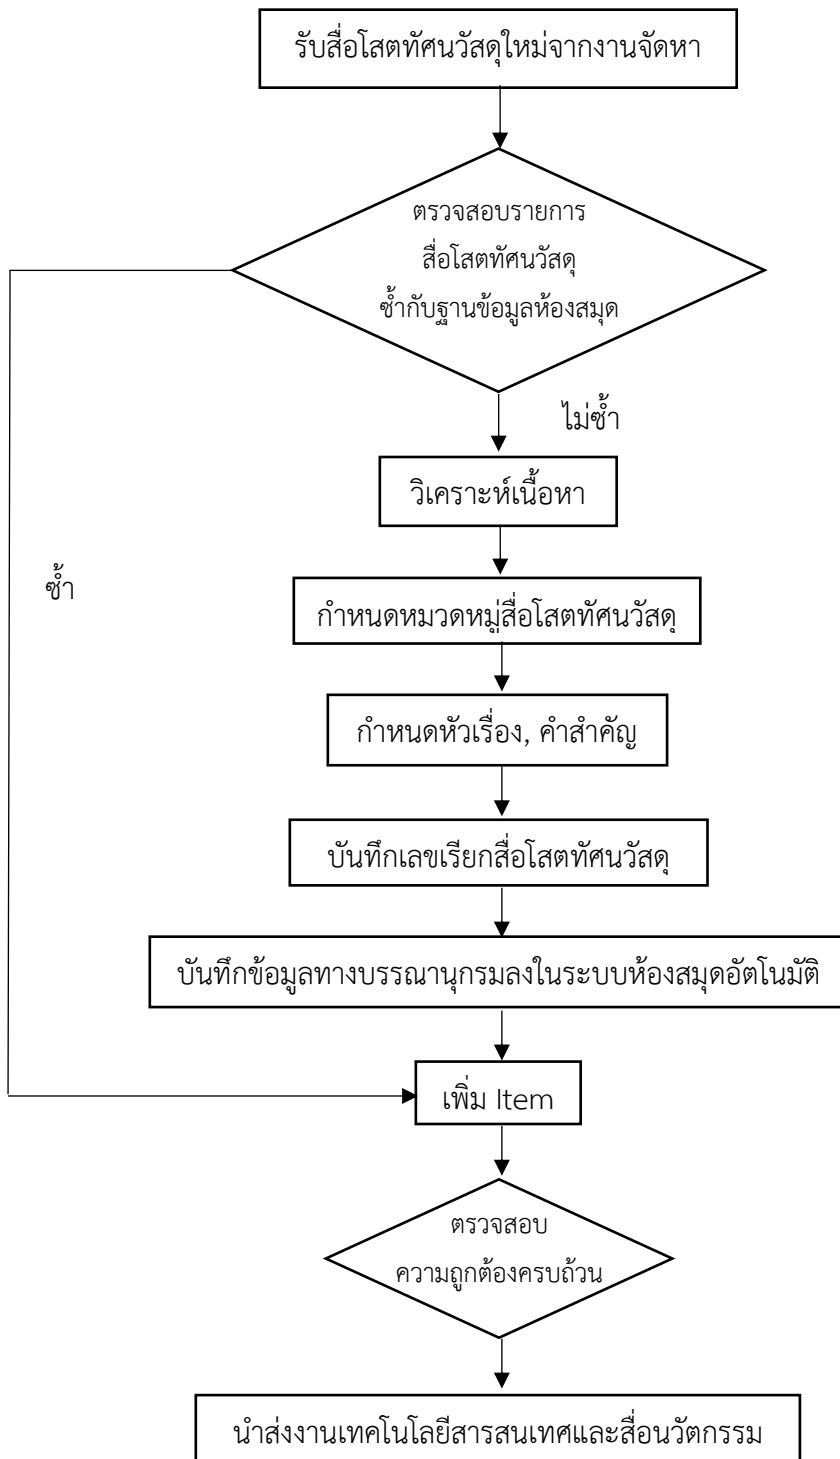 รับสื่อโสตทัศนวัสดุใหม่จากงานจัดหา
ตรวจสอบรายการ
สื่อโสตทัศนวัสดุ
ซ้ำกับฐานข้อมูลห้องสมุด
ไม่ซ้ำ
วิเคราะห์เนื้อหา
ซ้ำ
กำหนดหมวดหมู่สื่อโสตทัศนวัสดุ
กำหนดหัวเรื่อง, คำสำคัญ
บันทึกเลขเรียกสื่อโสตทัศนวัสดุ
บันทึกข้อมูลทางบรรณานุกรมลงในระบบห้องสมุดอัตโนมัติ
เพิ่ม Item
ตรวจสอบ
ความถูกต้องครบถ้วน
นำส่งงานเทคโนโลยีสารสนเทศและสื่อนวัตกรรม